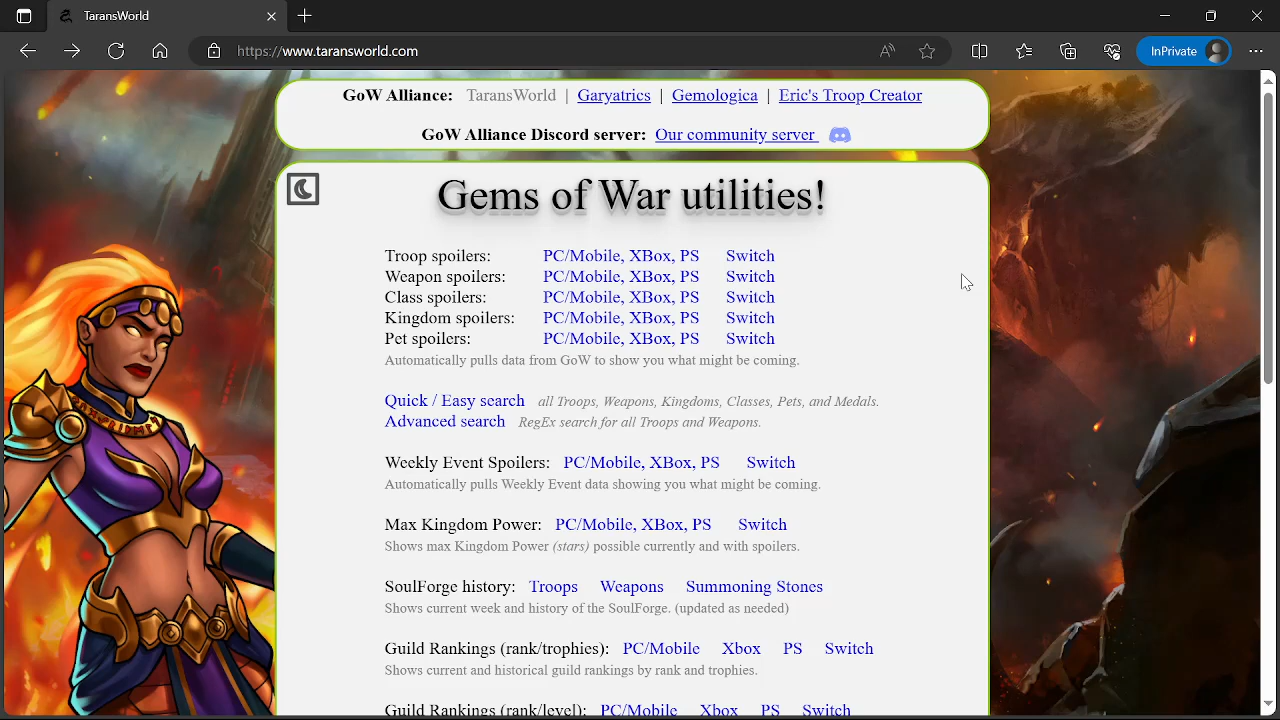 TaransWorld
https://www.taransworld.com
InPrivate
GoW Alliance: TaransWorld | Garyatrics | Gemologica | Eric's Troop Creator
GoW Alliance Discord server: Our community server
Gems of War utilities!
Troop spoilers: PC/Mobile, XBox, PS Switch
Weapon spoilers: PC/Mobile, XBox, PS Switch
Class spoilers: PC/Mobile, XBox, PS Switch
Kingdom spoilers: PC/Mobile, XBox, PS Switch
Pet spoilers: PC/Mobile, XBox, PS Switch
Automatically pulls data from GoW to show you what might be coming.
Quick / Easy search all Troops, Weapons, Kingdoms, Classes, Pets, and Medals.
Advanced search RegEx search for all Troops and Weapons.
Weekly Event Spoilers: PC/Mobile, XBox, PS Switch
Automatically pulls Weekly Event data showing you what might be coming.
Max Kingdom Power: PC/Mobile, XBox, PS Switch
Shows max Kingdom Power (stars) possible currently and with spoilers.
SoulForge history: Troops Weapons Summoning Stones
Shows current week and history of the SoulForge. (updated as needed)
Guild Rankings (rank/trophies): PC/Mobile Xbox PS Switch
Shows current and historical guild rankings by rank and trophies.
Guild Rankings (rank/level): PC/Mobile Xbox PS Switch